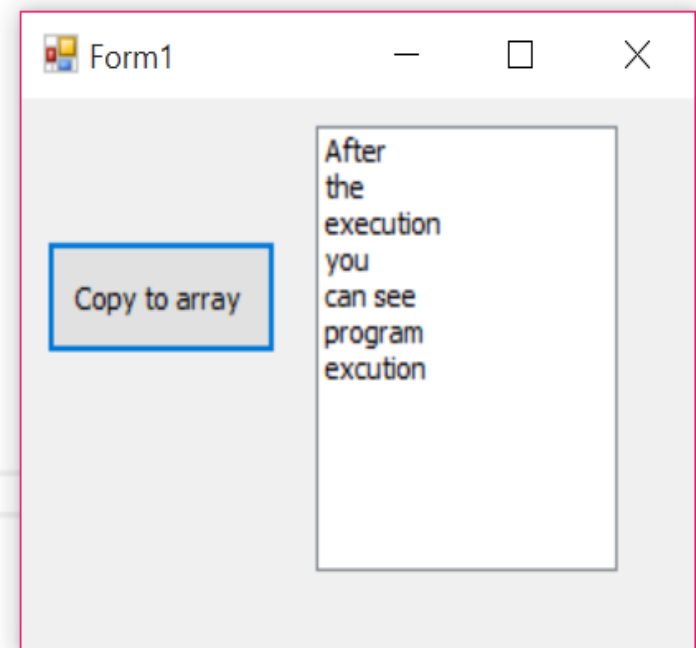 Form1
Copy to array
After
the
execution
you
can see
program
excution